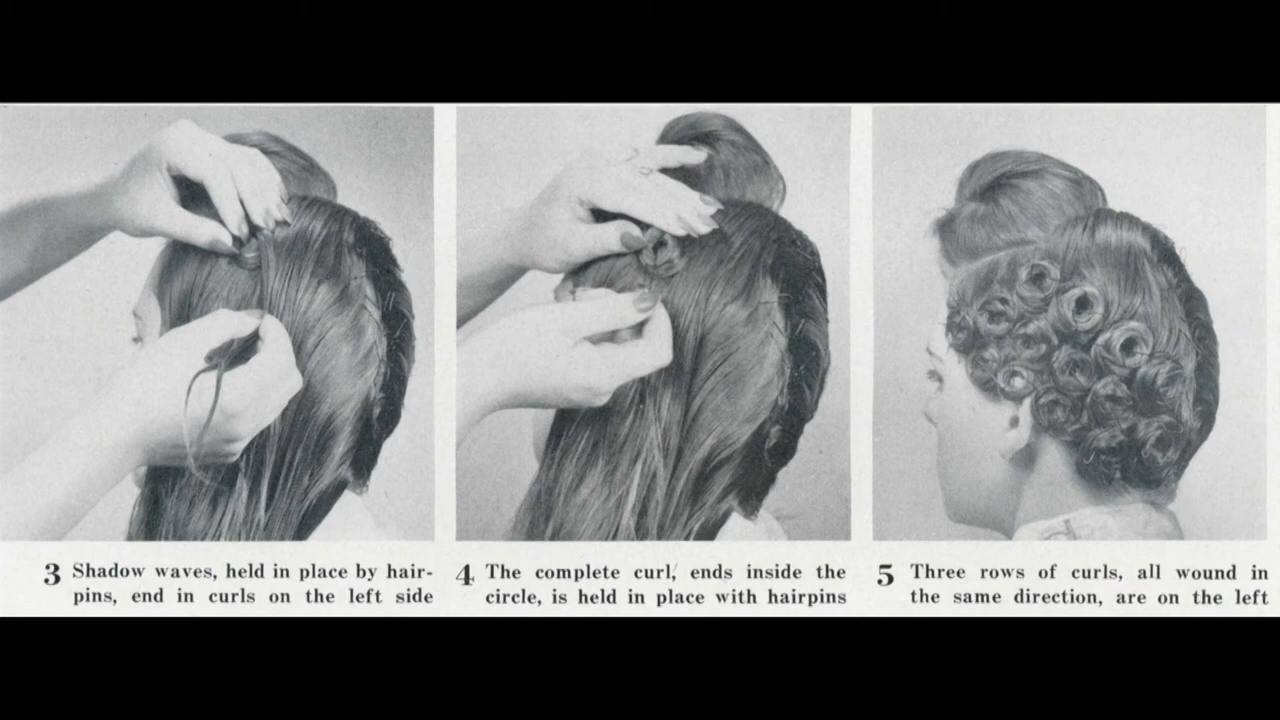 3 Shadow waves, held in place by hair-
pins, end in curls on the left side
4 The complete curl, ends inside the
circle, is held in place with hairpins
5 Three rows of curls, all wound in
the same direction, are on the left